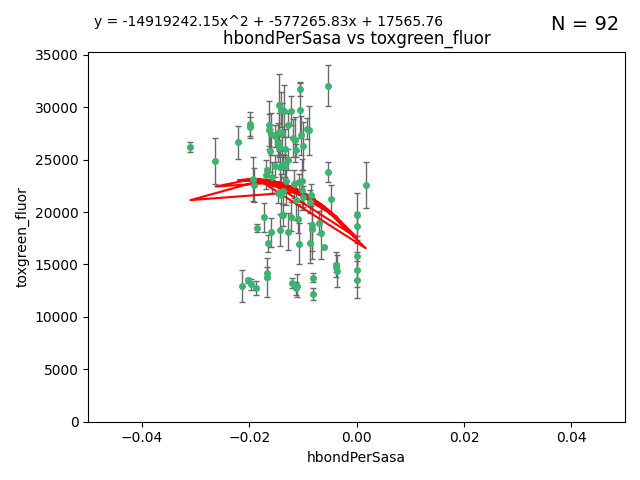 y = -14919242.15x^2 + -577265.83x + 17565.76
N = 92
hbondPerSasa vs toxgreen_fluor
35000
30000
25000
20000
15000
10000
5000
0
toxgreen_fluor
−0.04
−0.02
0.00
0.02
0.04
hbondPerSasa